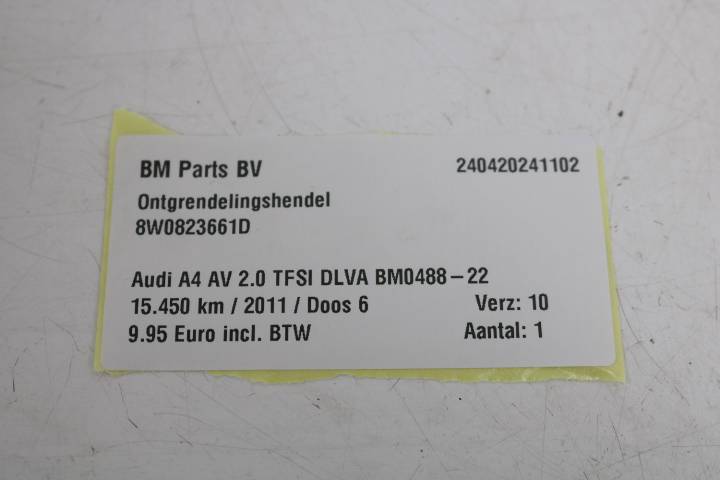 BM Parts BV 240420241102
Ontgrendelingshendel
8W0823661D
Audi A4 AV 2.0 TFSI DLVA BM0488-22
15.450 km / 2011 / Doos 6 Verz: 10
9.95 Euro incl. BTW Aantal: 1